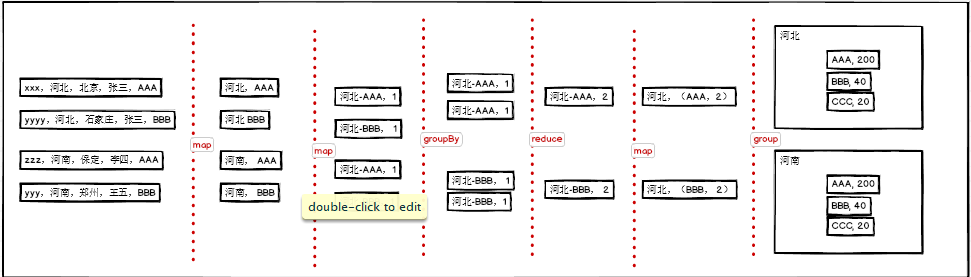 xxx，河北，北京，张三，AAA
yyyy，河北，石家庄，张三，BBB
zzz，河南，保定，李四，AAA
yyy，河南，郑州，王五，BBB
map
河北，AAA
河北 BBB
河南， AAA
河南， BBB
map
河北-AAA，1
河北-BBB， 1
河北-AAA，1
double-click to edit
groupBy
河北-AAA，1
河北-AAA，1
河北-BBB， 1
河北-BBB，1
reduce
河北-AAA，2
河北-BBB， 2
map
河北，（AAA，2）
河北，（BBB， 2）
group
河北
AAA, 200
BBB, 40
CCC, 20
河南
AAA, 200
BBB, 40
CCC, 20